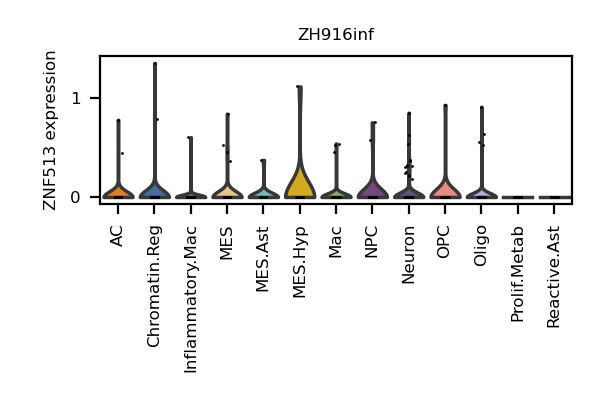 ZH916inf
ZNF513 expression
1
0
AC
Chromatin.Reg
Inflammatory.Mac
MES
MES.Ast
MES.Hyp
Mac
NPC
Neuron
OPC
Oligo
Prolif.Metab
Reactive.Ast